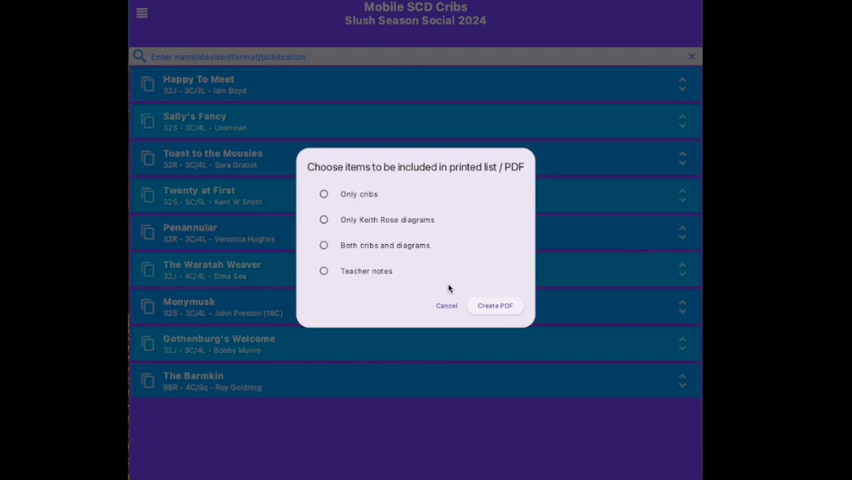 Mobile SCD Cribs
Slush Season Social 2024
Enter name/devisor/format/publication
Happy To Meet
32J - 3C/3L - Iain Boyd
Sally's Fancy
32S - 3C/4L - Unknown
Toast to the Mousies
32R - 3C/4L - Sara Gratiot
Twenty at First
32S - 5C/5L - Kent W Smith
Penannular
32R - 3C/4L - Veronica Hughes
The Waratah Weaver
32J - 4C/4L - Elma See
Monymusk
32S - 3C/4L - John Preston (18C)
Gothenburg's Welcome
32J - 3C/4L - Bobby Munro
The Barmkin
88R - 4C/Sq - Roy Goldring
Choose items to be included in printed list / PDF
Only cribs
Only Keith Rose diagrams
Both cribs and diagrams
Teacher notes
Cancel
Create PDF